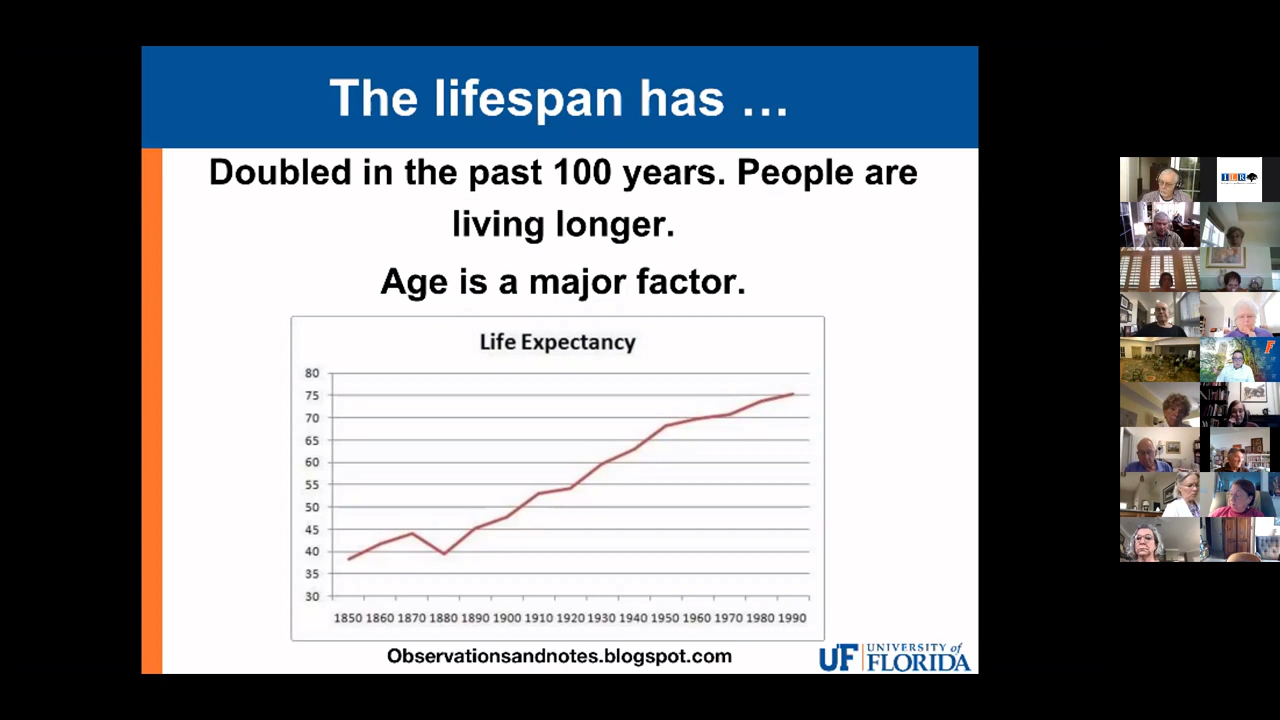 The lifespan has …
Doubled in the past 100 years. People are
living longer.
Age is a major factor.
Life Expectancy
80
75
70
65
60
55
50
45
40
35
30
1850 1860 1870 1880 1890 1900 1910 1920 1930 1940 1950 1960 1970 1980 1990
Observationsandnotes.blogspot.com
UF UNIVERSITY of
FLORIDA
ILR
F